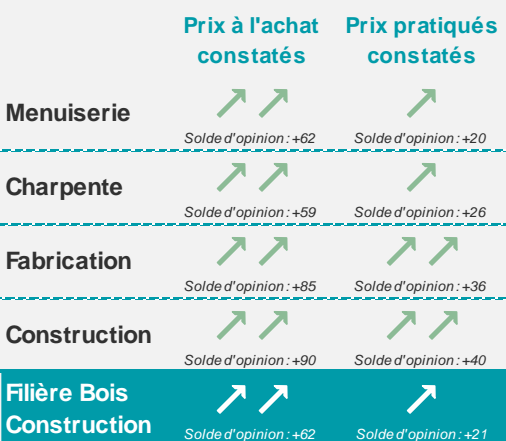 Prix à l'achat constatés
Prix pratiqués constatés
Menuiserie
Solde d'opinion : +62
Solde d'opinion : +20
Charpente
Solde d'opinion : +59
Solde d'opinion : +26
Fabrication
Solde d'opinion : +85
Solde d'opinion : +36
Construction
Solde d'opinion : +90
Solde d'opinion : +40
Filière Bois
Construction
Solde d'opinion : +62
Solde d'opinion : +21